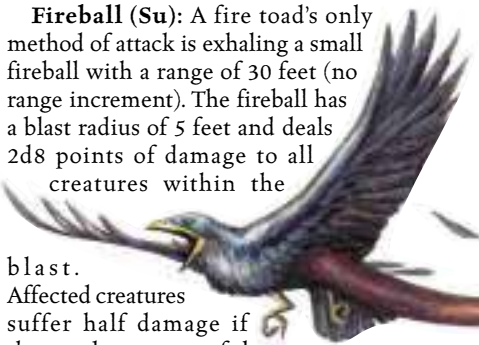 Fireball (Su): A fire toad's only
method of attack is exhaling a small
fireball with a range of 30 feet (no
range increment). The fireball has
a blast radius of 5 feet and deals
2d8 points of damage to all
creatures within the
blast.
Affected creatures
suffer half damage if